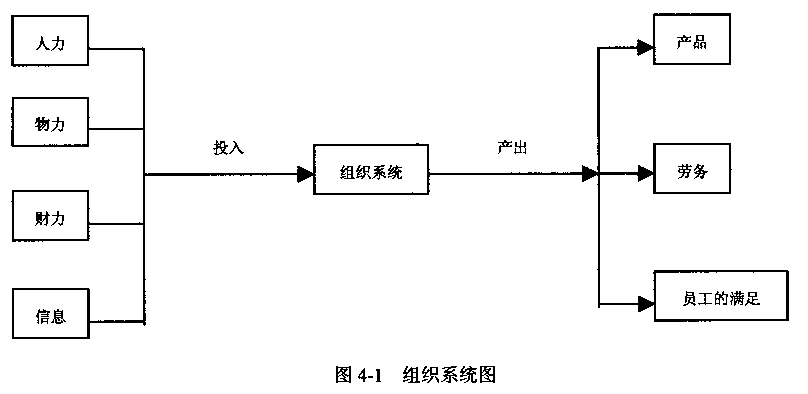 人力
物力
财力
信息
投入
组织系统
产出
产品
劳务
员工的满足
图 4-1 组织系统图